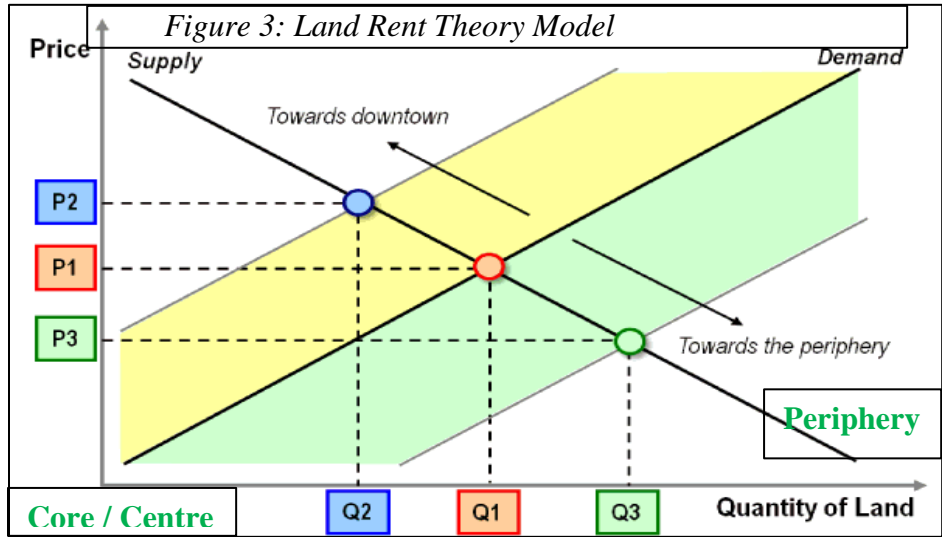 Figure 3: Land Rent Theory Model
Price
Supply
Demand
Towards downtown
P2
P1
P3
Towards the periphery
Periphery
Core / Centre
Q2
Q1
Q3
Quantity of Land